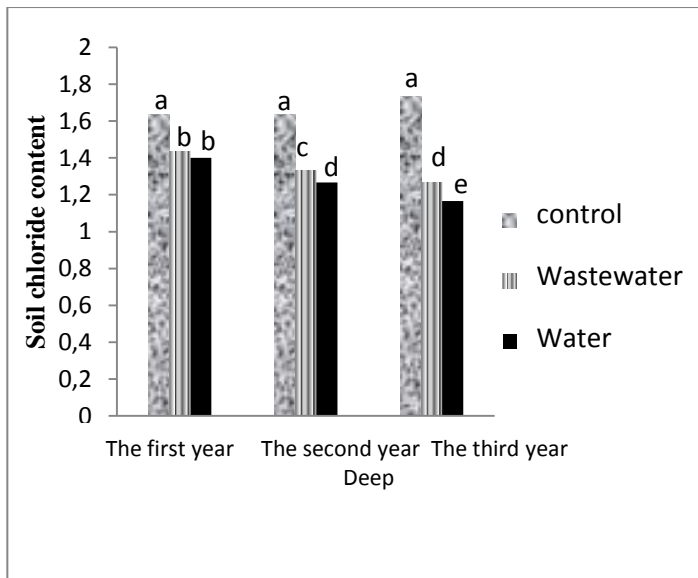 Soil chloride content
2
1,8
1,6
1,4
1,2
1
0,8
0,6
0,4
0,2
0
a
b b
a
c
d
a
d
e
The first year The second year The third year
Deep
control
Wastewater
Water